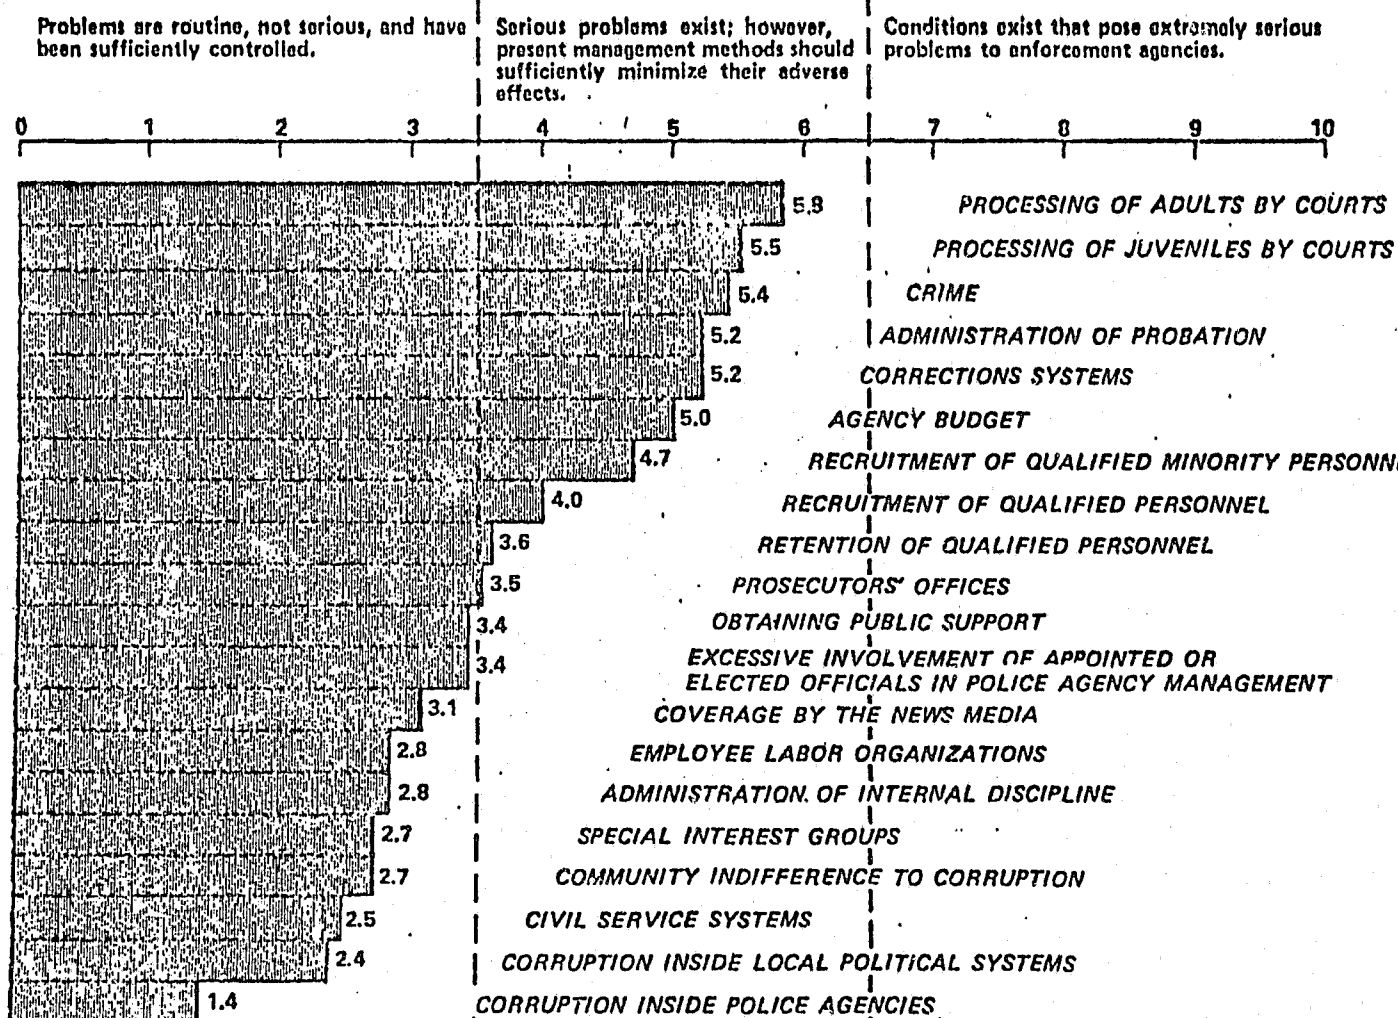 Problems are routine, not serious, and have
been sufficiently controlled.
Serious problems exist; however,
present management methods should
sufficiently minimize their adverse
effects.
Conditions exist that pose extremely serious
problems to enforcement agencies.
0 1 2 3 4 5 6 7 8 9 10
5.8 PROCESSING OF ADULTS BY COURTS
5.5 PROCESSING OF JUVENILES BY COURTS
5.4 CRIME
5.2 ADMINISTRATION OF PROBATION
5.2 CORRECTIONS SYSTEMS
5.0 AGENCY BUDGET
4.7 RECRUITMENT OF QUALIFIED MINORITY PERSONN
4.0 RECRUITMENT OF QUALIFIED PERSONNEL
3.6 RETENTION OF QUALIFIED PERSONNEL
3.5 PROSECUTORS' OFFICES
3.4 OBTAINING PUBLIC SUPPORT
3.4 EXCESSIVE INVOLVEMENT OF APPOINTED OR
ELECTED OFFICIALS IN POLICE AGENCY MANAGEMENT
3.1 COVERAGE BY THE NEWS MEDIA
2.8 EMPLOYEE LABOR ORGANIZATIONS
2.8 ADMINISTRATION OF INTERNAL DISCIPLINE
2.7 SPECIAL INTEREST GROUPS
2.7 COMMUNITY INDIFFERENCE TO CORRUPTION
2.5 CIVIL SERVICE SYSTEMS
2.4 CORRUPTION INSIDE LOCAL POLITICAL SYSTEMS
1.4 CORRUPTION INSIDE POLICE AGENCIES